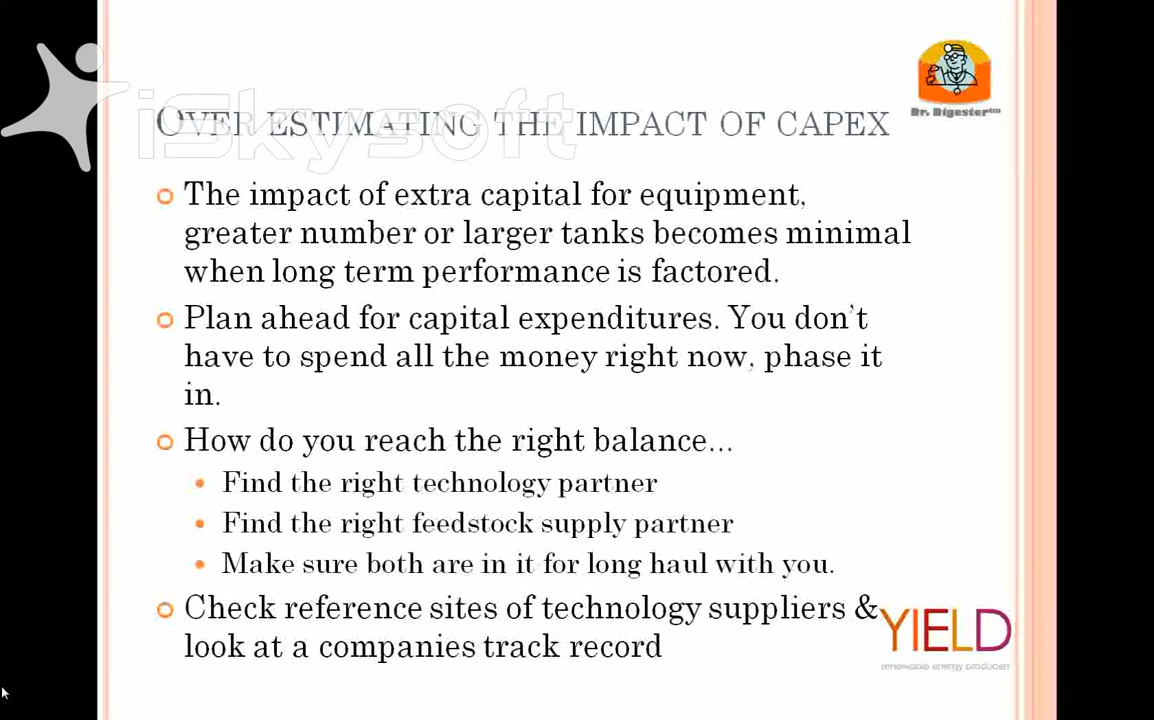 iSkysoft
Dr. Digester™
OVER ESTIMATING THE IMPACT OF CAPEX
The impact of extra capital for equipment,
greater number or larger tanks becomes minimal
when long term performance is factored.
Plan ahead for capital expenditures. You don't
have to spend all the money right now, phase it
in.
How do you reach the right balance...
Find the right technology partner
Find the right feedstock supply partner
Make sure both are in it for long haul with you.
Check reference sites of technology suppliers &
look at a companies track record
YIELD
renewable energy producers